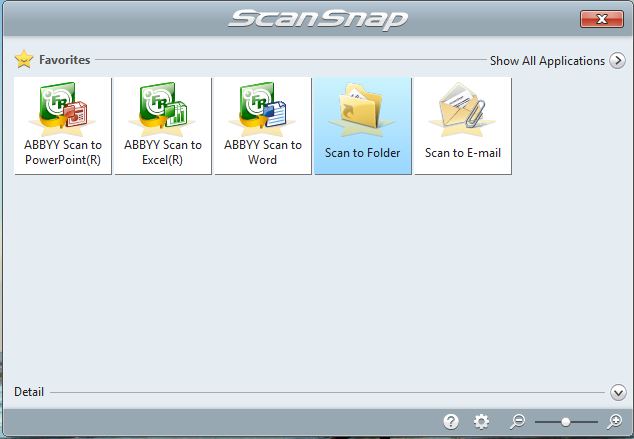 ScanSnap
Favorites
Show All Applications
ABBYY Scan to
PowerPoint(R)
ABBYY Scan to
Excel(R)
ABBYY Scan to
Word
Scan to Folder
Scan to E-mail
Detail